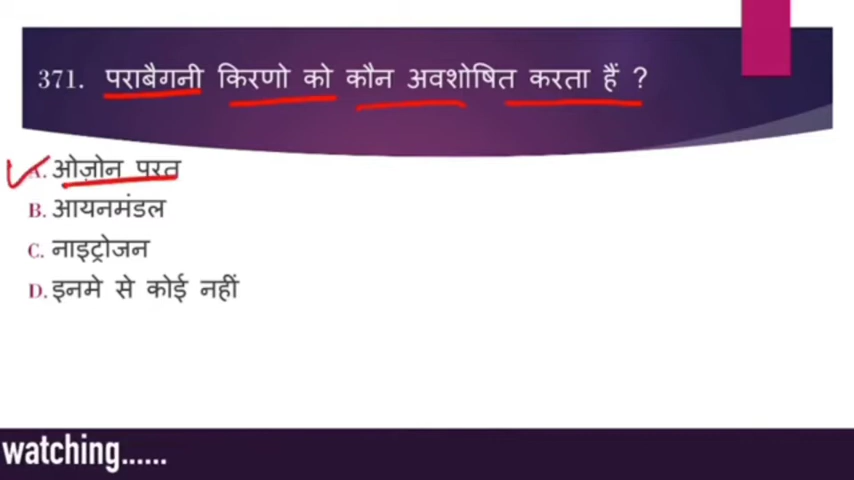 371. पराबैगनी किरणो को कौन अवशोषित करता हैं ?
A. ओज़ोन परत
B. आयनमंडल
C. नाइट्रोजन
D. इनमे से कोई नहीं
watching......